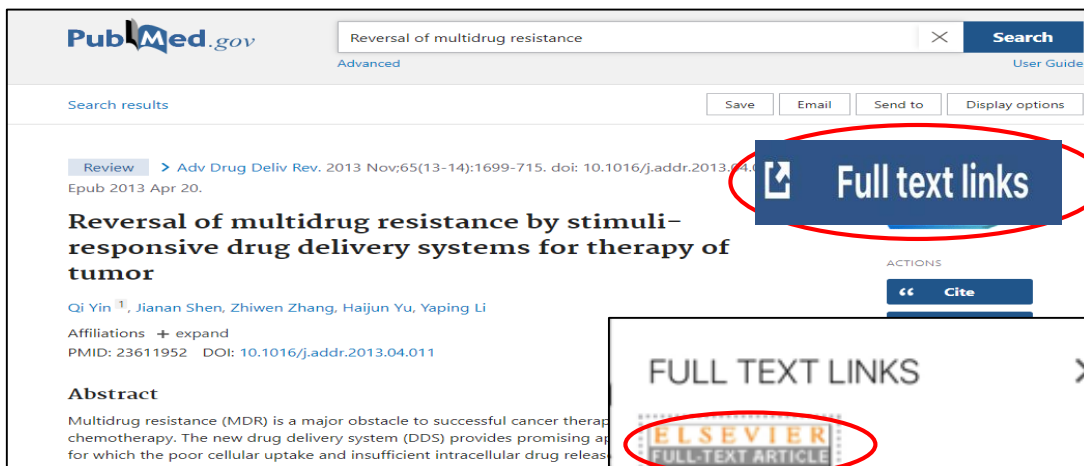 PubMed.gov
Reversal of multidrug resistance
Search
Advanced
User Guide
Search results
Save
Email
Send to
Display options
Review > Adv Drug Deliv Rev. 2013 Nov;65(13-14):1699-715. doi: 10.1016/j.addr.2013.04.
Epub 2013 Apr 20.
Full text links
Reversal of multidrug resistance by stimuli-
responsive drug delivery systems for therapy of
tumor
ACTIONS
Cite
Qi Yin 1, Jianan Shen, Zhiwen Zhang, Haijun Yu, Yaping Li
Affiliations + expand
PMID: 23611952 DOI: 10.1016/j.addr.2013.04.011
Abstract
Multidrug resistance (MDR) is a major obstacle to successful cancer
chemotherapy. The new drug delivery system (DDS) provides promising
for which the poor cellular uptake and insufficient intracellular drug
FULL TEXT LINKS
ELSEVIER
FULL-TEXT ARTICLE